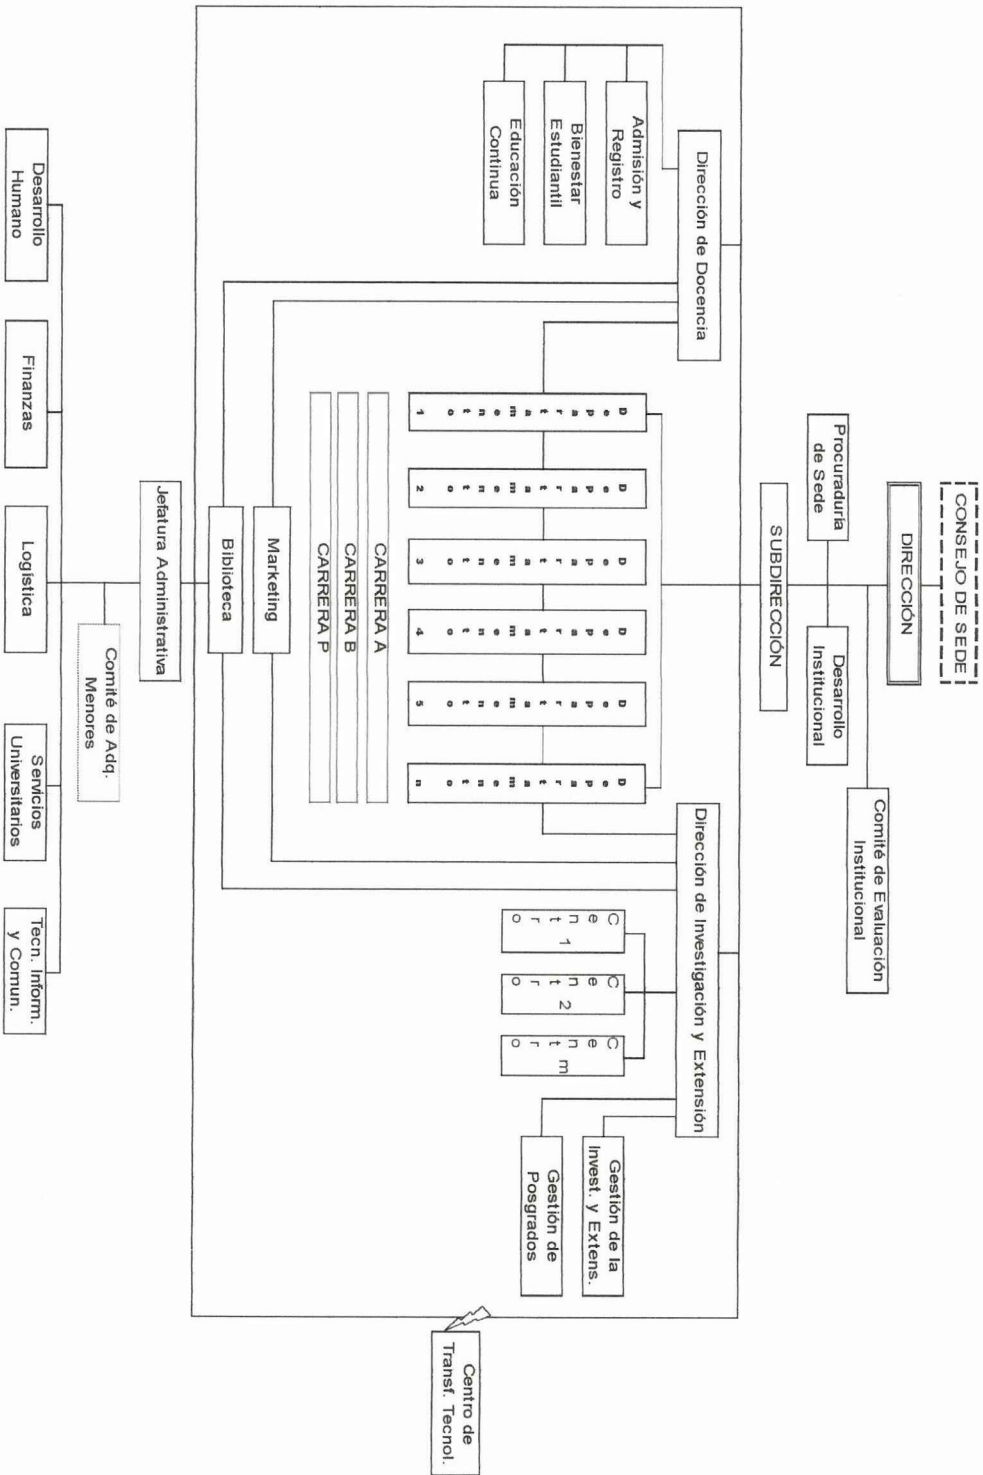 CONSEJO DE SEDE
DIRECCIÓN
Comité de Evaluación
Institucional
Procuraduría
de Sede
Desarrollo
Institucional
SUBDIRECCIÓN
Dirección de Docencia
Dirección de Investigación y Extensión
Admisión y
Registro
Bienestar
Estudiantil
Educación
Continua
Departamento 1
Departamento 2
Departamento 3
Departamento 4
Departamento 5
Departamento n
Centro 1
Centro 2
Centro m
Gestión de la
Invest. y Extens.
Gestión de
Posgrados
CARRERA A
CARRERA B
CARRERA P
Marketing
Biblioteca
Centro de
Transf. Tecnol.
Jefatura Administrativa
Comité de Adq.
Menores
Desarrollo
Humano
Finanzas
Logística
Servicios
Universitarios
Tecn. Inform.
y Comun.